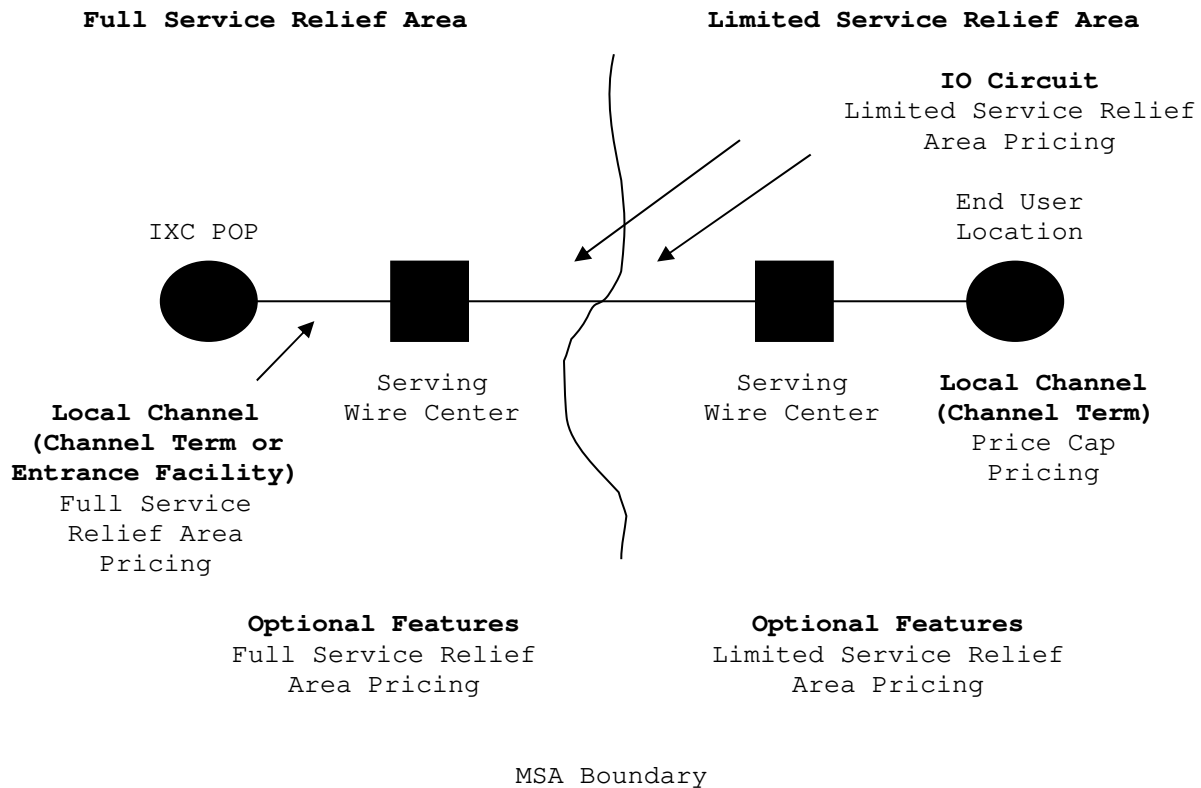 Full Service Relief Area
Limited Service Relief Area
IO Circuit
Limited Service Relief
Area Pricing
End User
Location
IXC POP
Serving
Wire Center
Serving
Wire Center
Local Channel
(Channel Term)
Price Cap
Pricing
Local Channel
(Channel Term or
Entrance Facility)
Full Service
Relief Area
Pricing
Optional Features
Full Service Relief
Area Pricing
Optional Features
Limited Service Relief
Area Pricing
MSA Boundary